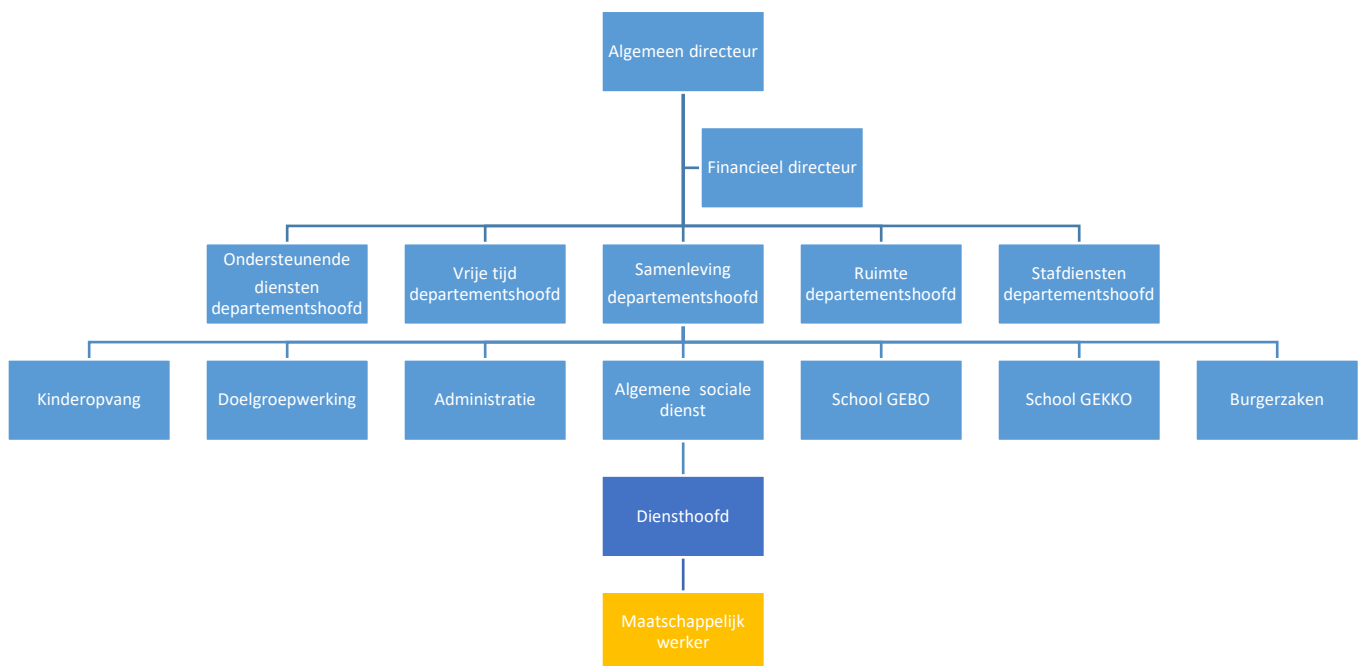 Algemeen directeur
Financieel directeur
Ondersteunende
diensten
departementshoofd
Vrije tijd
departementshoofd
Samenleving
departementshoofd
Ruimte
departementshoofd
Stafdiensten
departementshoofd
Kinderopvang
Doelgroepwerking
Administratie
Algemene sociale
dienst
School GEBO
School GEKKO
Burgerzaken
Diensthoofd
Maatschappelijk
werker